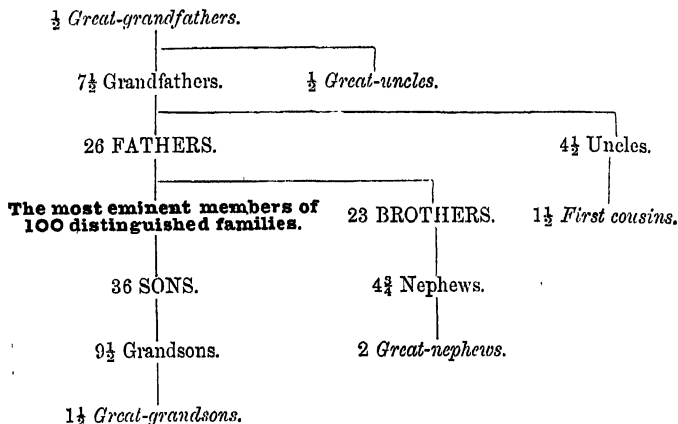 ½ Great-grandfathers.
7½ Grandfathers. ½ Great-uncles.
26 FATHERS. 4½ Uncles.
The most eminent members of
100 distinguished families. 23 BROTHERS. 1½ First cousins.
36 SONS. 4¾ Nephews.
9½ Grandsons. 2 Great-nephews.
1½ Great-grandsons.